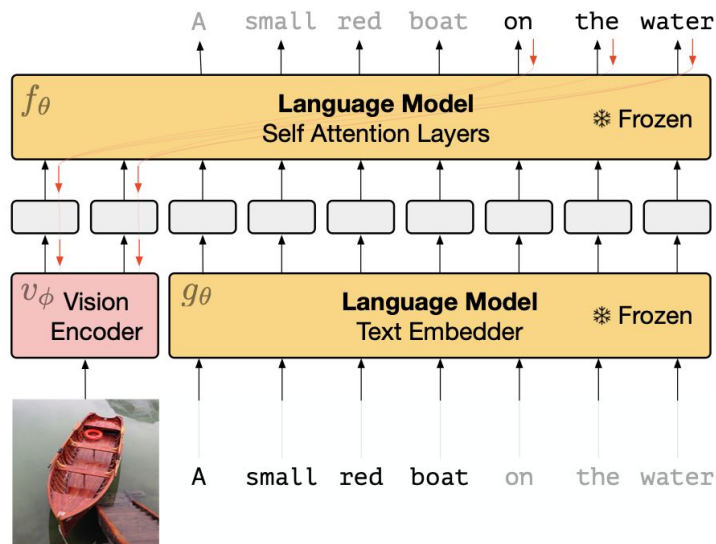 A small red boat on the water
fθ
Language Model
Self Attention Layers
❄ Frozen
vϕ Vision
Encoder
gθ
Language Model
Text Embedder
❄ Frozen
A small red boat on the water